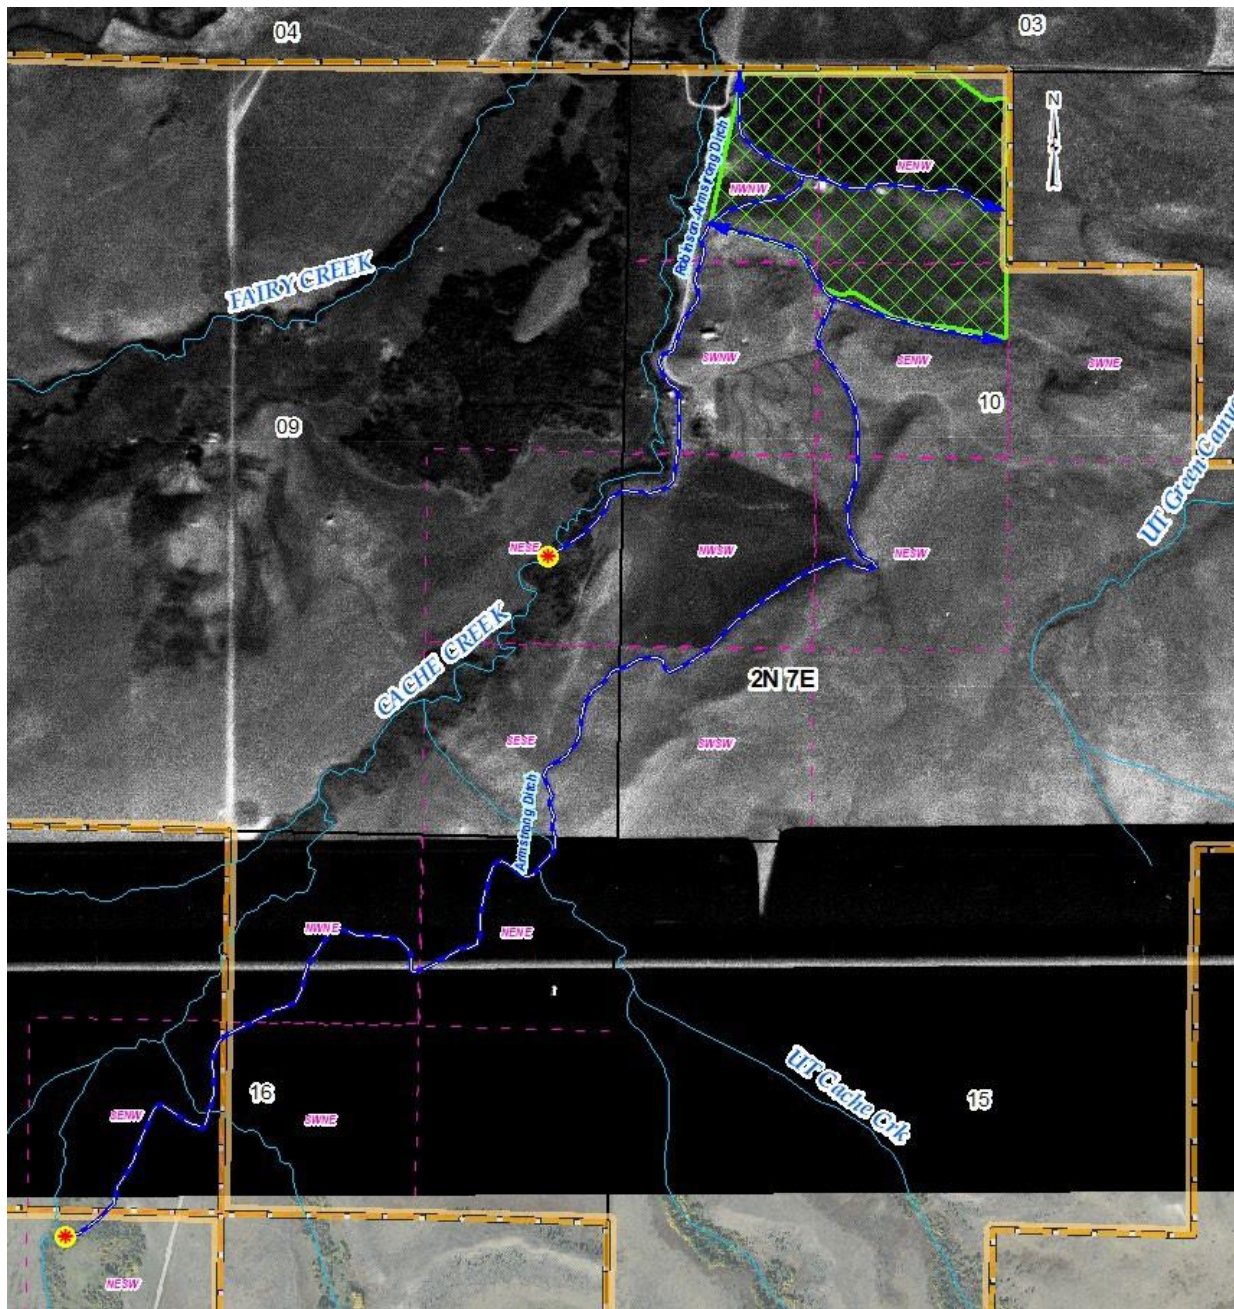 04
03
N
NENW
NWNW
Robinson-Armstrong Ditch
FAIRY CREEK
SWNW
SENW
SWNE
10
09
UT Green Canyo
NESE
NWSW
NESW
CACHE CREEK
2N 7E
SESE
SWSW
Armstrong Ditch
NWNE
NENE
UT Cache Crk
16
15
SENW
SWNE
NESW